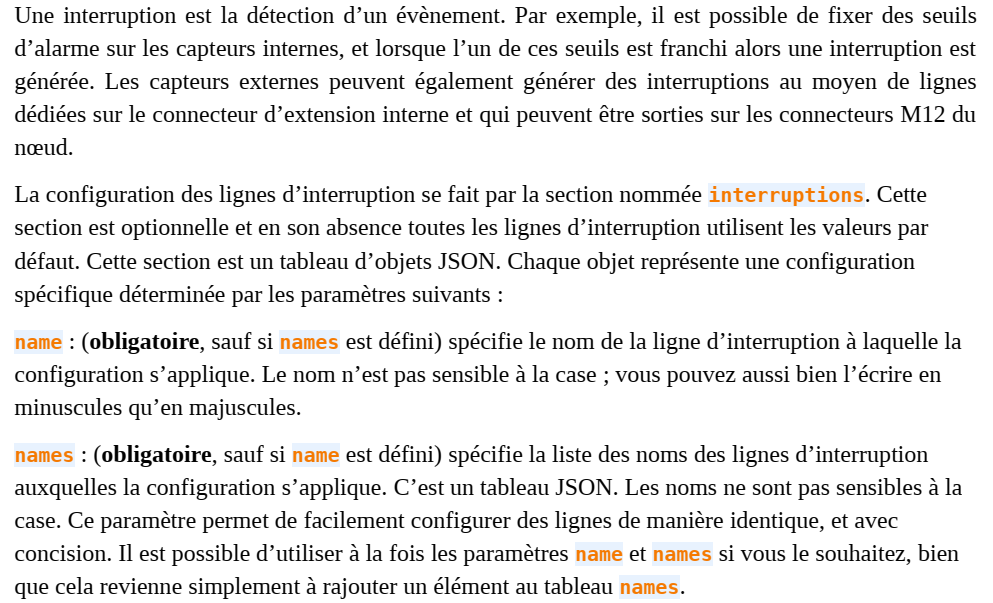 Une interruption est la détection d’un évènement. Par exemple, il est possible de fixer des seuils
d’alarme sur les capteurs internes, et lorsque l’un de ces seuils est franchi alors une interruption est
générée. Les capteurs externes peuvent également générer des interruptions au moyen de lignes
dédiées sur le connecteur d’extension interne et qui peuvent être sorties sur les connecteurs M12 du
nœud.
La configuration des lignes d’interruption se fait par la section nommée interruptions. Cette
section est optionnelle et en son absence toutes les lignes d’interruption utilisent les valeurs par
défaut. Cette section est un tableau d’objets JSON. Chaque objet représente une configuration
spécifique déterminée par les paramètres suivants :
name : (obligatoire, sauf si names est défini) spécifie le nom de la ligne d’interruption à laquelle la
configuration s’applique. Le nom n’est pas sensible à la case ; vous pouvez aussi bien l’écrire en
minuscules qu’en majuscules.
names : (obligatoire, sauf si name est défini) spécifie la liste des noms des lignes d’interruption
auxquelles la configuration s’applique. C’est un tableau JSON. Les noms ne sont pas sensibles à la
case. Ce paramètre permet de facilement configurer des lignes de manière identique, et avec
concision. Il est possible d’utiliser à la fois les paramètres name et names si vous le souhaitez, bien
que cela revienne simplement à rajouter un élément au tableau names.